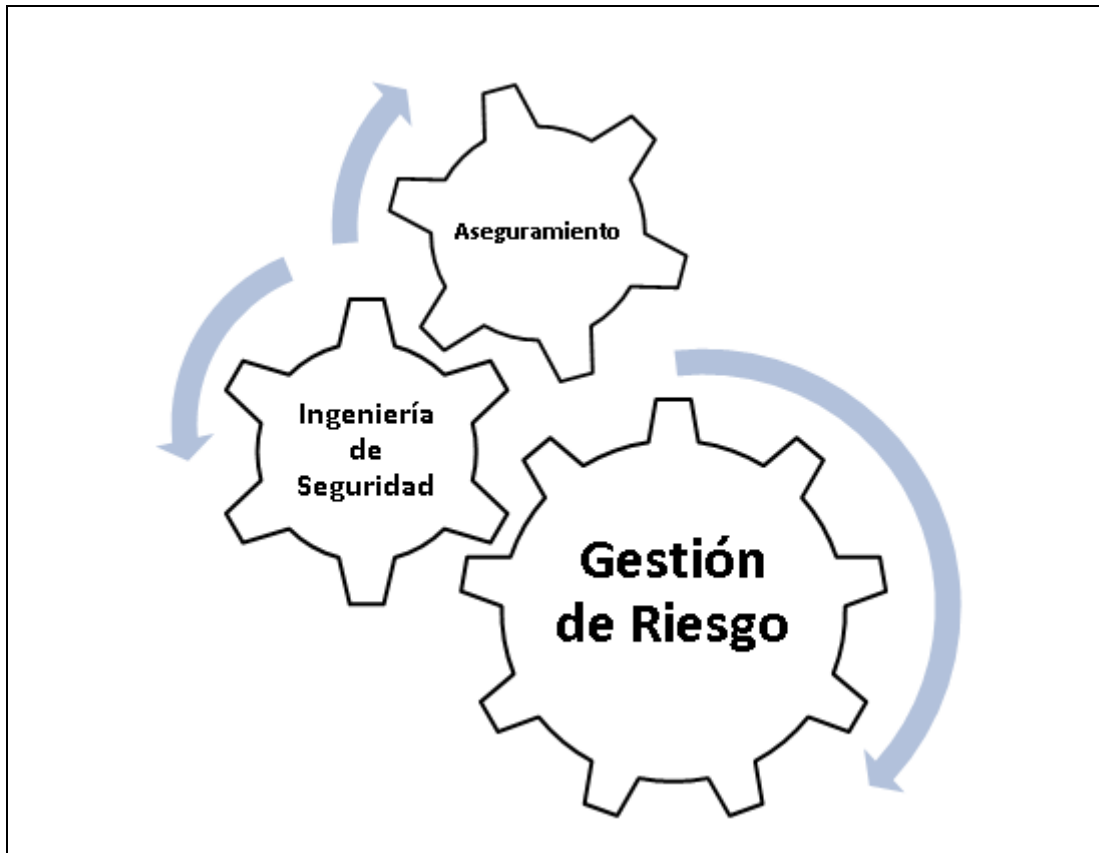 Aseguramiento
Ingeniería
de
Seguridad
Gestión
de Riesgo